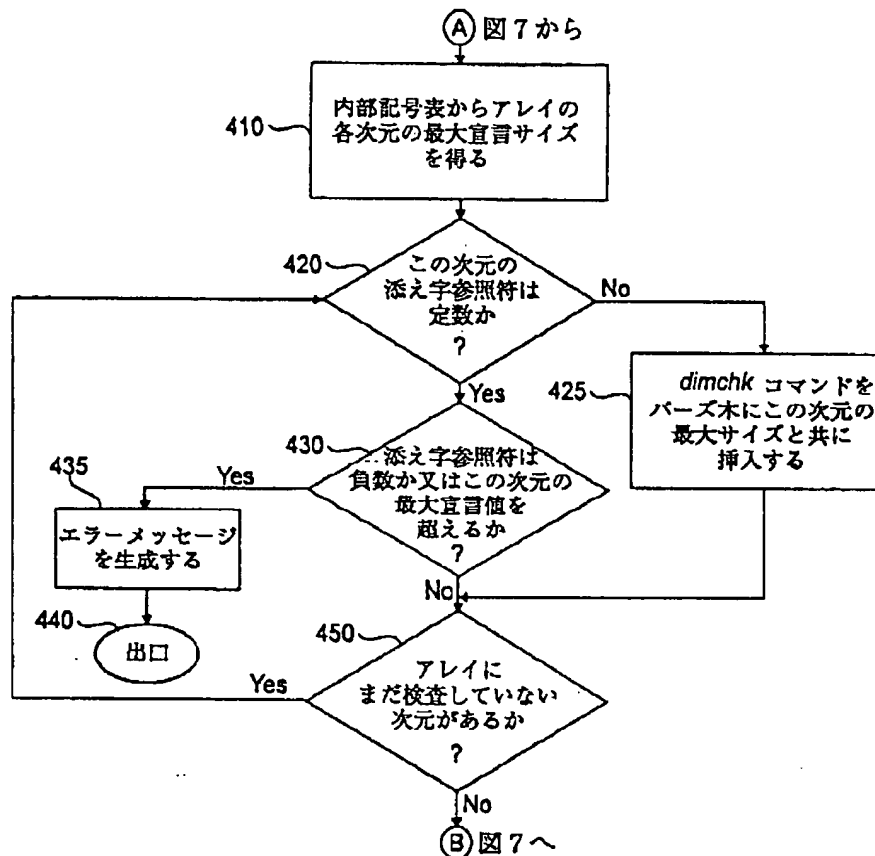 A 図7から
410
内部記号表からアレイの
各次元の最大宣言サイズ
を得る
420
この次元の
添え字参照符は
定数か
?
No
Yes
425
dimchk コマンドを
パーズ木にこの次元の
最大サイズと共に
挿入する
430
添え字参照符は
負数か又はこの次元の
最大宣言値を
超えるか
?
Yes
435
エラーメッセージ
を生成する
440
出口
No
450
アレイに
まだ検査していない
次元があるか
?
Yes
No
B 図7へ